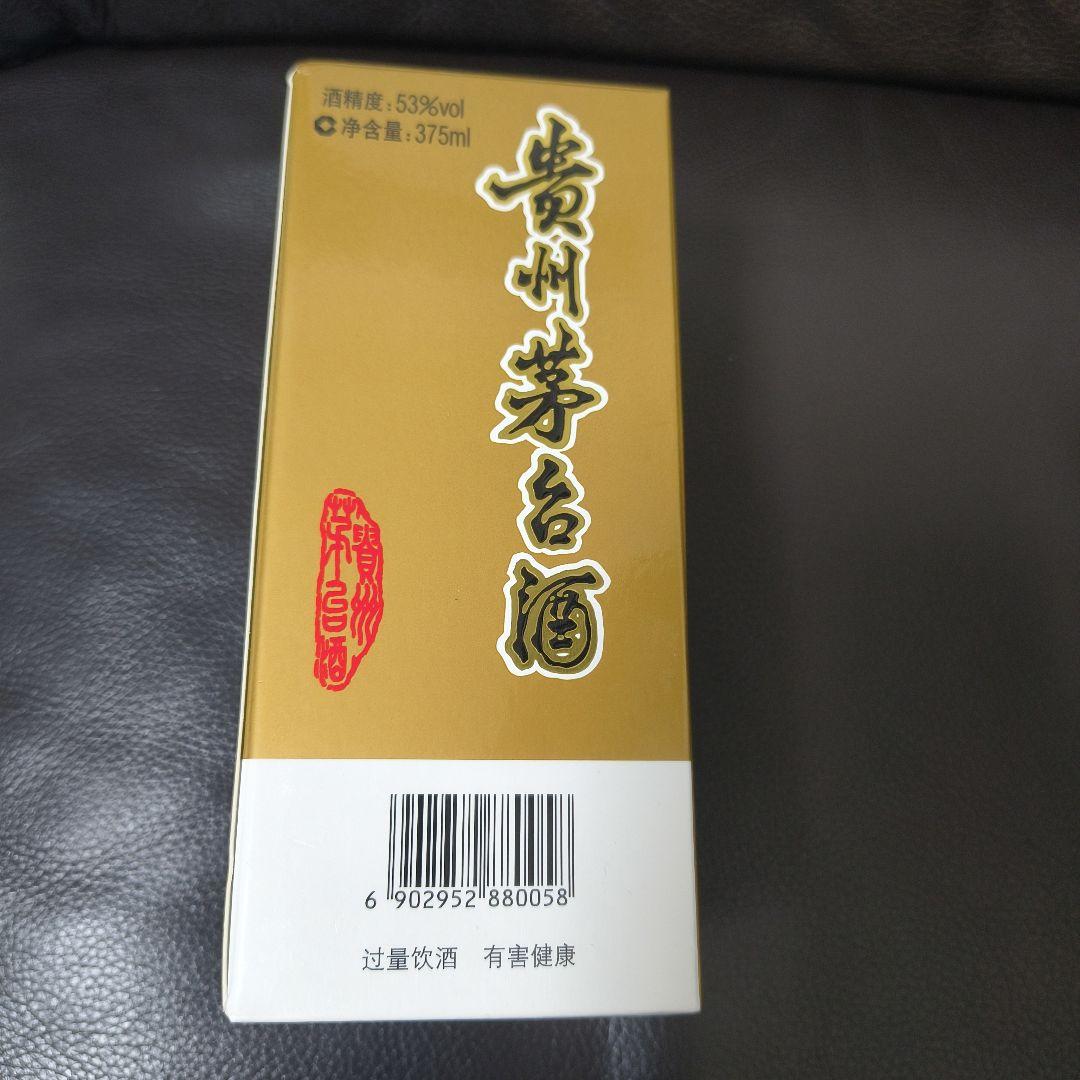 酒精度:53%vol
净含量:375ml
贵州茅台酒
貴州
茅台酒
6 902952 880058
过量饮酒 有害健康